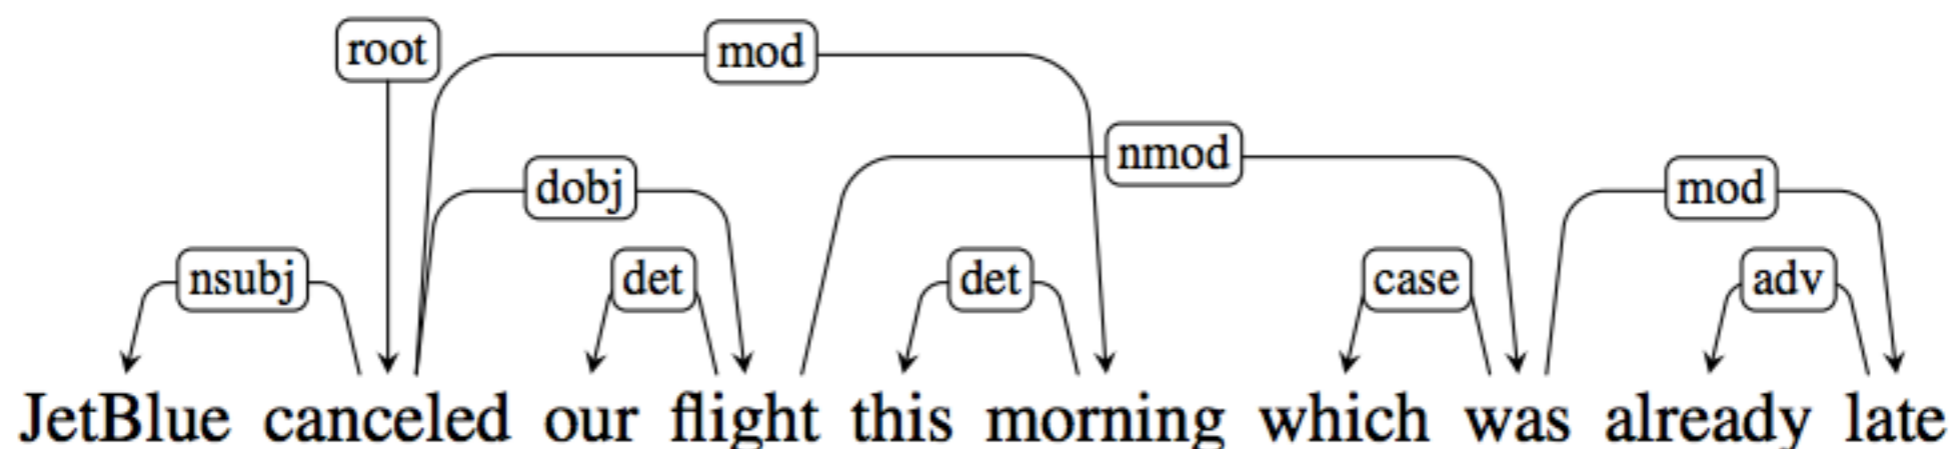 root mod
nmod
dobj mod
nsubj det det case adv
JetBlue canceled our flight this morning which was already late